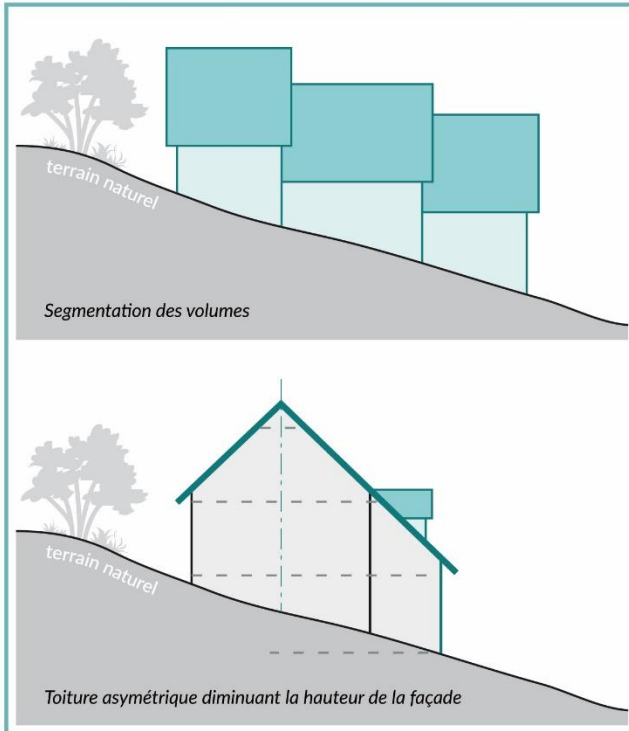 terrain naturel
Segmentation des volumes
terrain naturel
Toiture asymétrique diminuant la hauteur de la façade